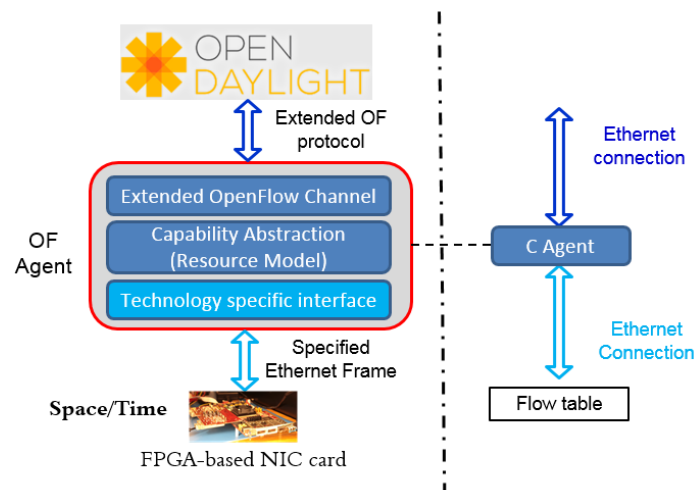 OPEN
DAYLIGHT
Extended OF
protocol
Extended OpenFlow Channel
Capability Abstraction
(Resource Model)
Technology specific interface
OF
Agent
Specified
Ethernet Frame
Space/Time
FPGA-based NIC card
Ethernet
connection
C Agent
Ethernet
Connection
Flow table